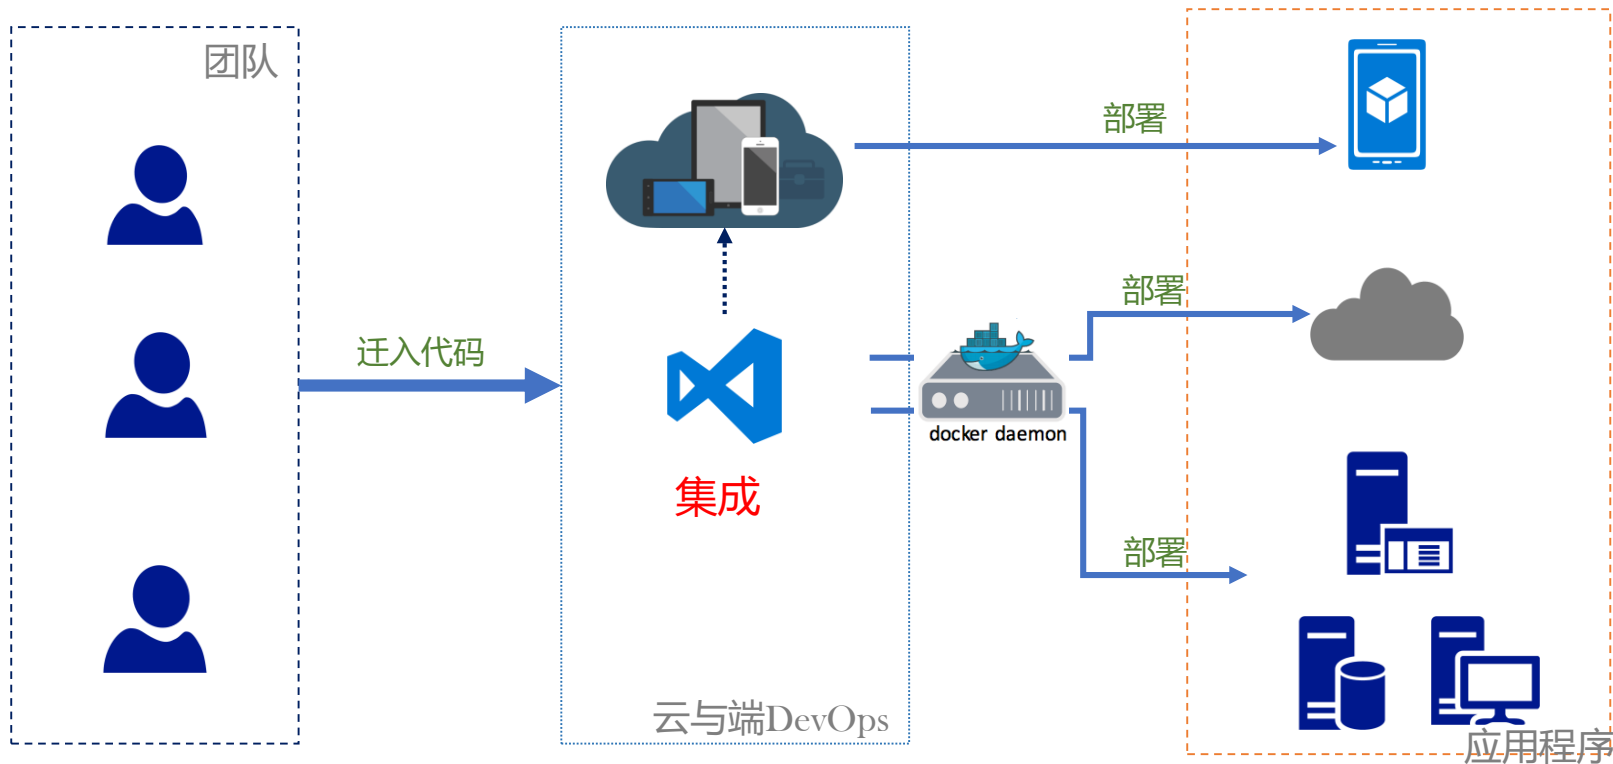 团队
部署
部署
迁入代码
docker daemon
集成
部署
云与端DevOps
应用程序